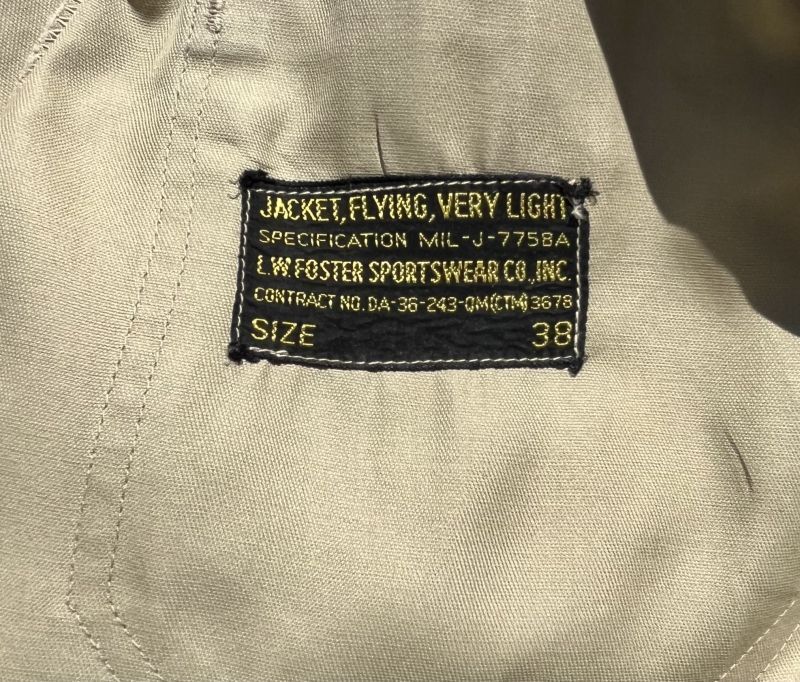 JACKET, FLYING, VERY LIGHT
SPECIFICATION MIL-J-7758A
L.W. FOSTER SPORTSWEAR CO., INC.
CONTRACT NO. DA-36-243-QM(CTM)3678
SIZE 38